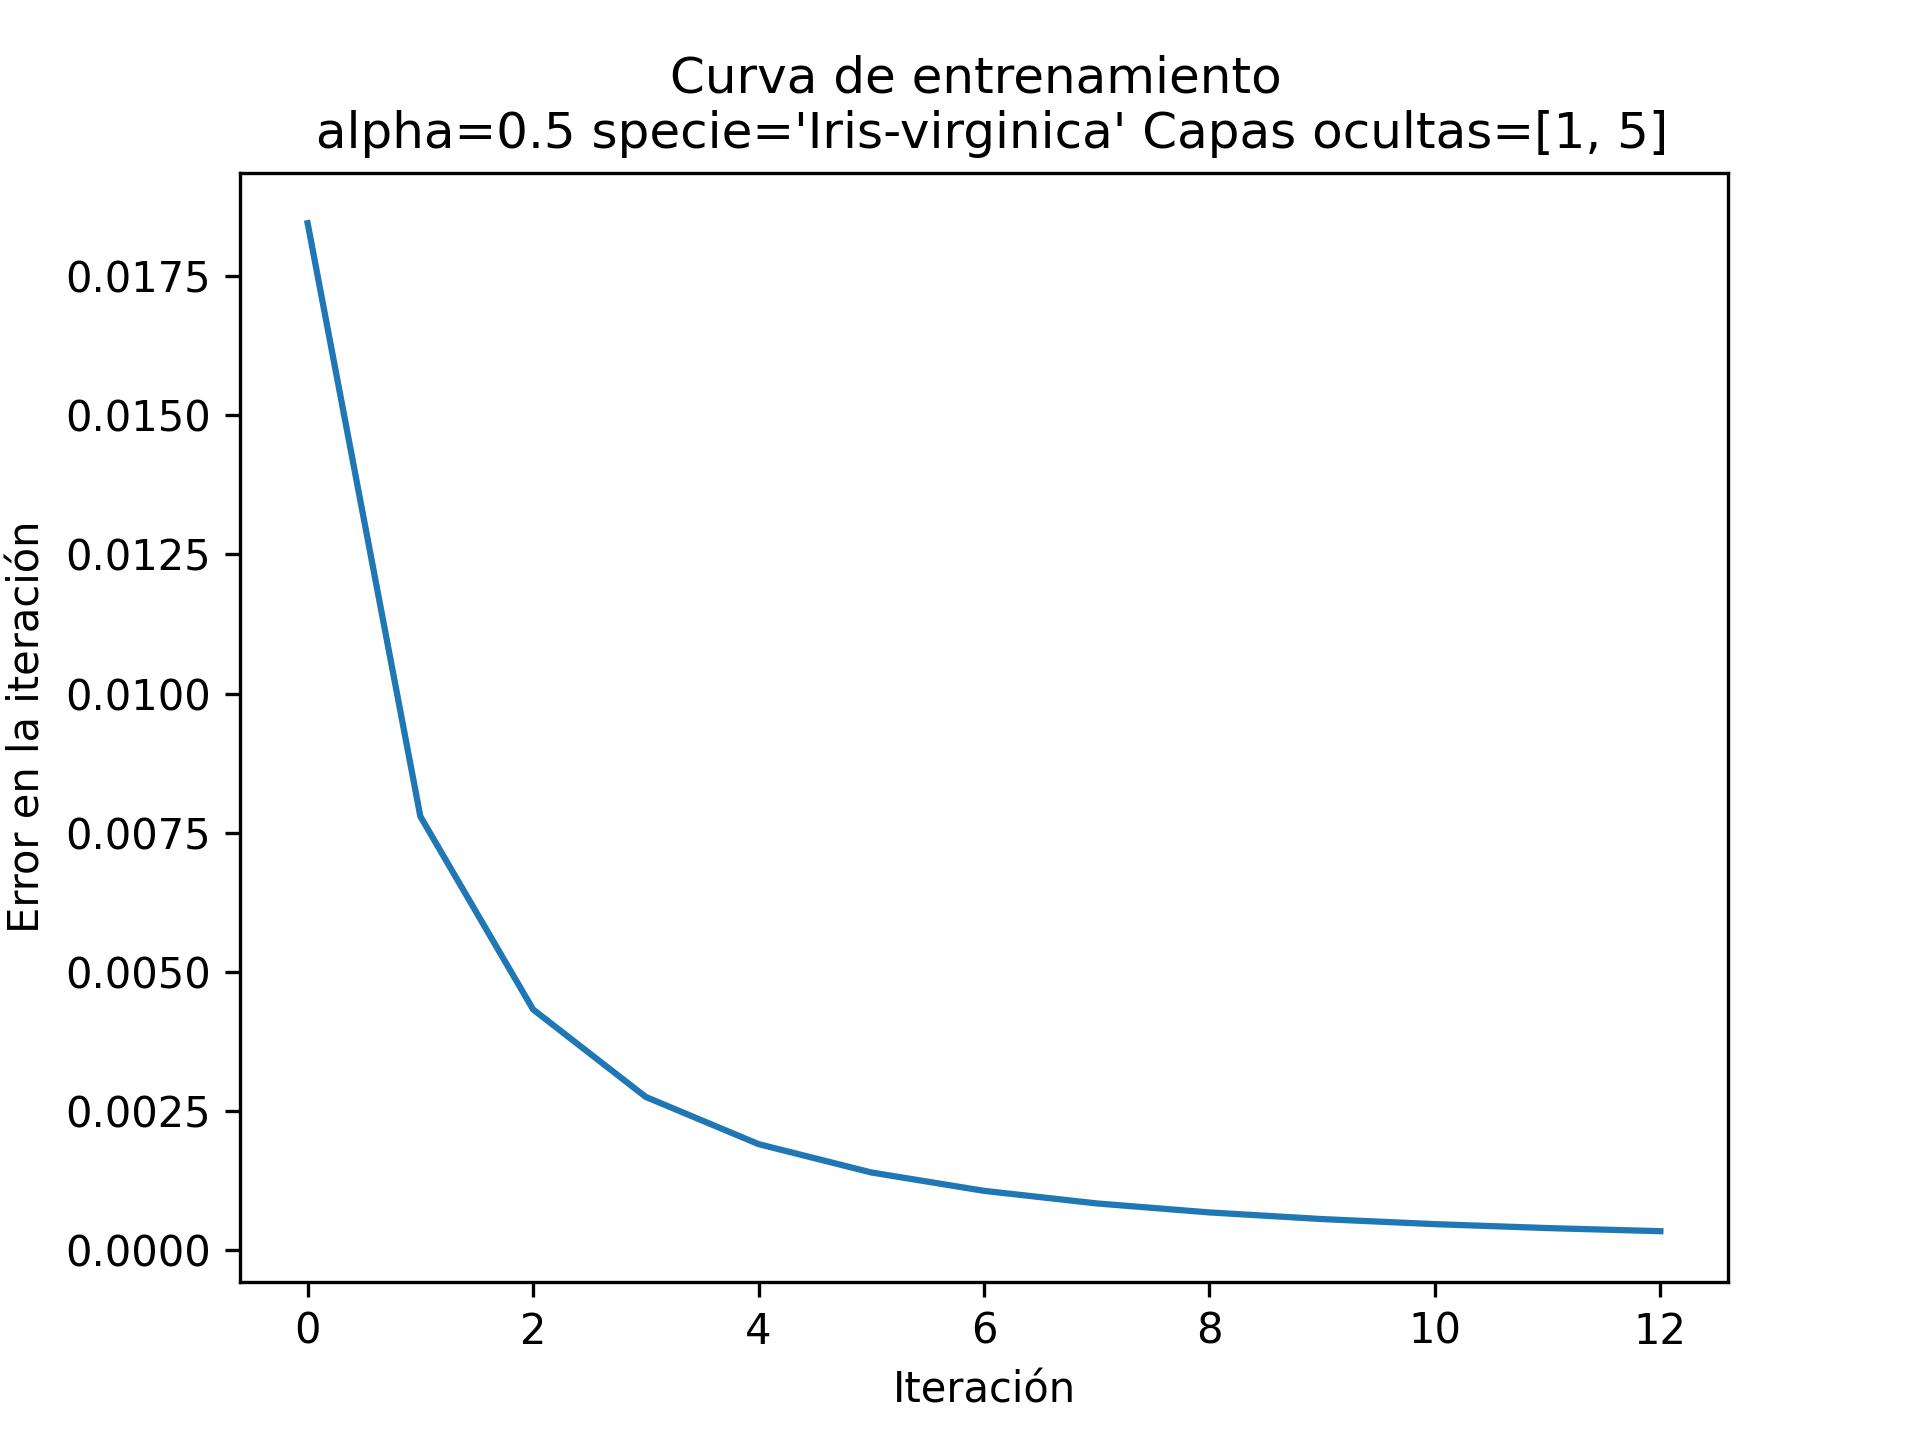 Curva de entrenamiento
alpha=0.5 specie='Iris-virginica' Capas ocultas=[1, 5]
Error en la iteración
0.0175
0.0150
0.0125
0.0100
0.0075
0.0050
0.0025
0.0000
0 2 4 6 8 10 12
Iteración